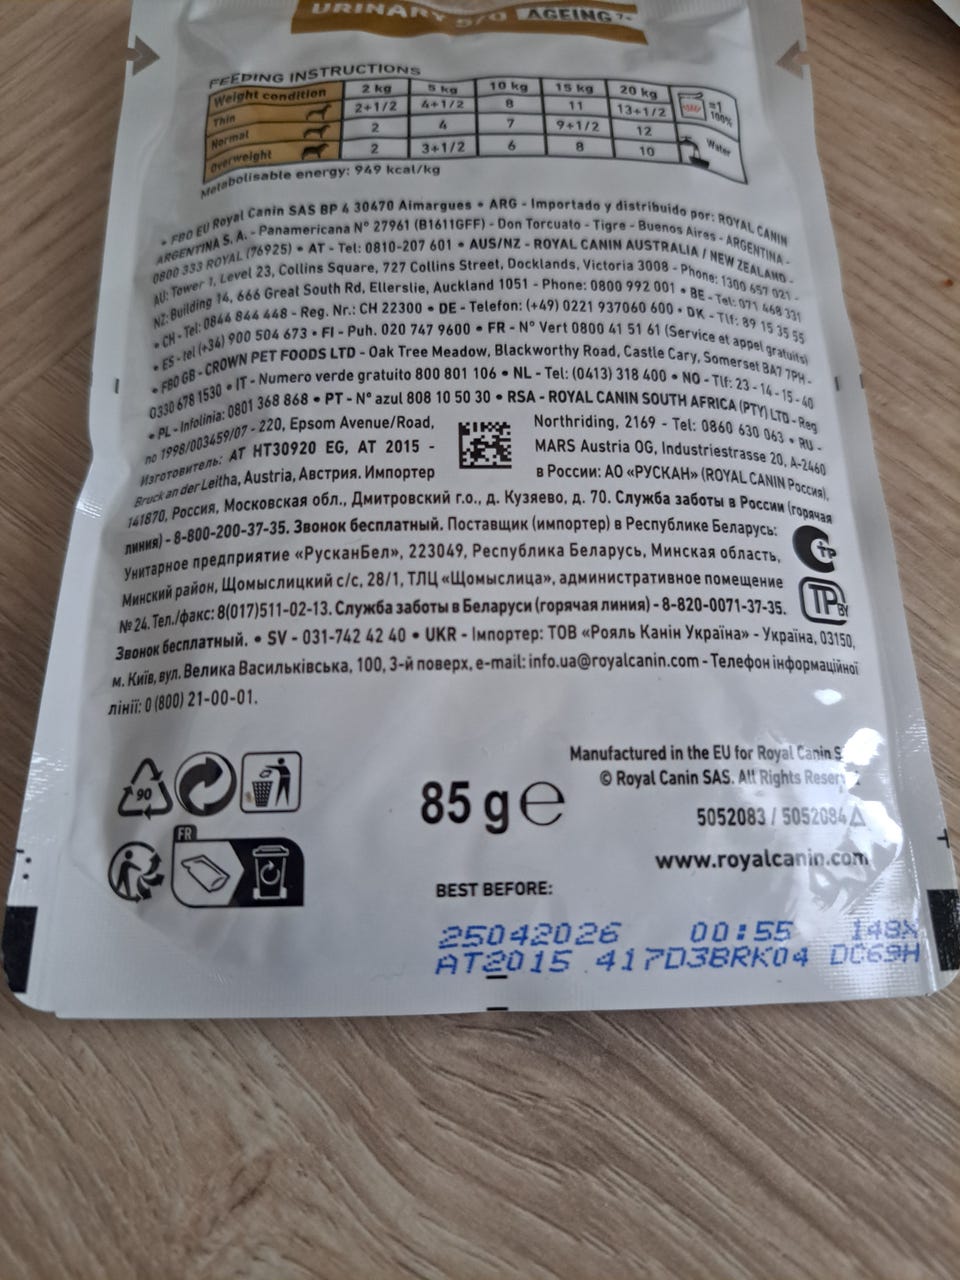 URINARY S/O AGEING 7+
FEEDING INSTRUCTIONS
Weight condition 2 kg 5 kg 10 kg 15 kg 20 kg =1 100%
Thin 2+1/2 4+1/2 8 11 13+1/2
Normal 2 4 7 9+1/2 12 Water
Overweight 2 3+1/2 6 8 10
Metabolisable energy: 949 kcal/kg
• FBO EU Royal Canin SAS BP 4 30470 Aimargues • ARG - Importado y distribuido por: ROYAL CANIN
ARGENTINA S. A. - Panamericana N° 27961 (B1611GFF) - Don Torcuato - Tigre - Buenos Aires - ARGENTINA -
0800 333 ROYAL (76925) • AT - Tel: 0810-207 601 • AUS/NZ - ROYAL CANIN AUSTRALIA / NEW ZEALAND -
AU: Tower 1, Level 23, Collins Square, 727 Collins Street, Docklands, Victoria 3008 - Phone: 1300 657 021 -
NZ: Building 14, 666 Great South Rd, Ellerslie, Auckland 1051 - Phone: 0800 992 001 • BE - Tel: 071 468 331
• CH - Tel: 0844 844 448 - Reg. Nr.: CH 22300 • DE - Telefon: (+49) 0221 937060 600 • DK - Tlf: 89 15 35 55
• ES - tel (+34) 900 504 673 • FI - Puh. 020 747 9600 • FR - N° Vert 0800 41 51 61 (Service et appel gratuits)
• FBO GB - CROWN PET FOODS LTD - Oak Tree Meadow, Blackworthy Road, Castle Cary, Somerset BA7 7PH -
0330 678 1530 • IT - Numero verde gratuito 800 801 106 • NL - Tel: (0413) 318 400 • NO - Tlf: 23 - 14 - 15 - 40
• PL - Infolinia: 0801 368 868 • PT - N° azul 808 10 50 30 • RSA - ROYAL CANIN SOUTH AFRICA (PTY) LTD - Reg
no 1998/003459/07 - 220, Epsom Avenue/Road, Northriding, 2169 - Tel: 0860 630 063 • RU -
Изготовитель: AT HT30920 EG, AT 2015 - MARS Austria OG, Industriestrasse 20, A-2460
Bruck an der Leitha, Austria, Австрия. Импортер в России: АО «РУСКАН» (ROYAL CANIN Россия),
141870, Россия, Московская обл., Дмитровский г.о., д. Кузяево, д. 70. Служба заботы в России (горячая
линия) - 8-800-200-37-35. Звонок бесплатный. Поставщик (импортер) в Республике Беларусь:
Унитарное предприятие «РусканБел», 223049, Республика Беларусь, Минская область,
Минский район, Щомыслицкий с/с, 28/1, ТЛЦ «Щомыслица», административное помещение
№ 24. Тел./факс: 8(017)511-02-13. Служба заботы в Беларуси (горячая линия) - 8-820-0071-37-35.
Звонок бесплатный. • SV - 031-742 42 40 • UKR - Імпортер: ТОВ «Рояль Канін Україна» - Україна, 03150,
м. Київ, вул. Велика Васильківська, 100, 3-й поверх, e-mail: info.ua@royalcanin.com - Телефон інформаційної
лінії: 0 (800) 21-00-01.
TP BY
Manufactured in the EU for Royal Canin
© Royal Canin SAS. All Rights
90
85 g e
5052083 / 5052084
FR
www.royalcanin.com
BEST BEFORE:
25042026 00:55 148X
AT2015 417D3BRK04 DC69H